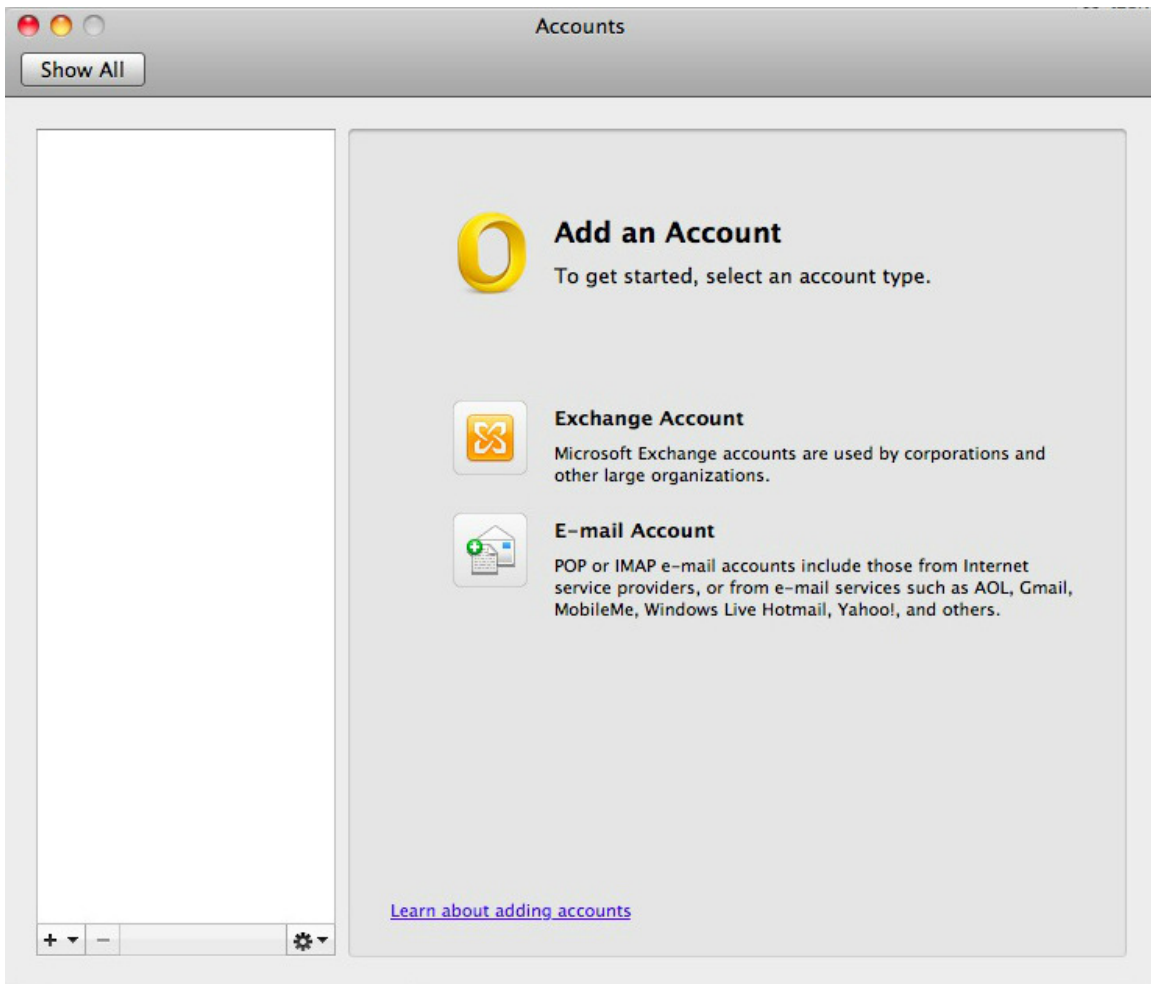 Accounts
Show All
Add an Account
To get started, select an account type.
Exchange Account
Microsoft Exchange accounts are used by corporations and
other large organizations.
E-mail Account
POP or IMAP e-mail accounts include those from Internet
service providers, or from e-mail services such as AOL, Gmail,
MobileMe, Windows Live Hotmail, Yahoo!, and others.
Learn about adding accounts